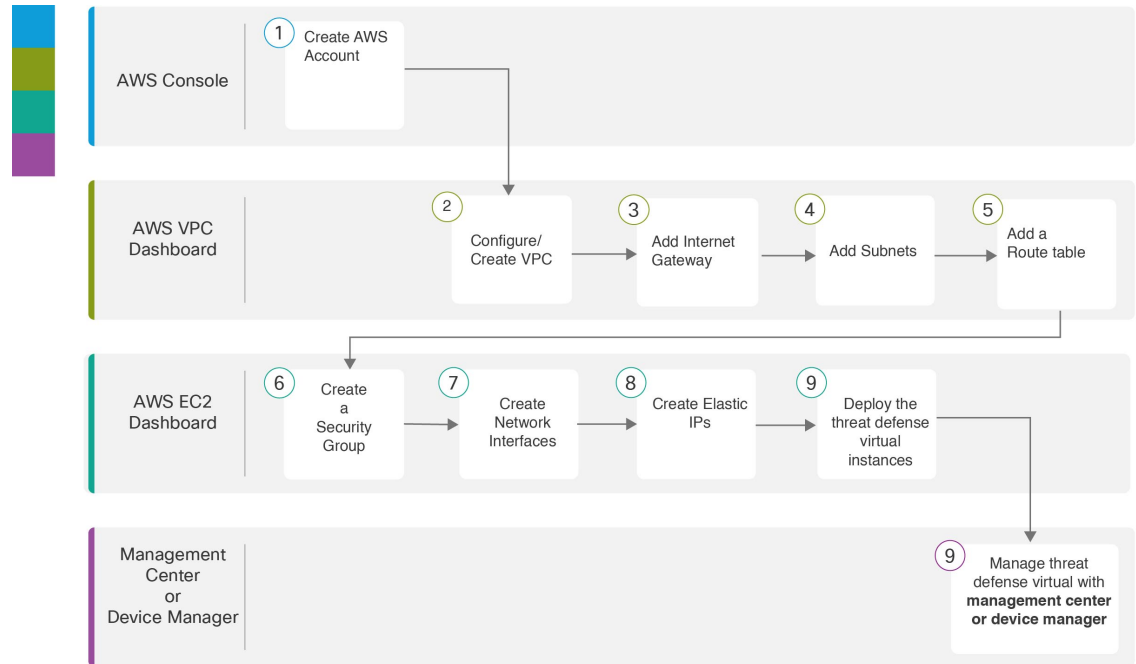 AWS Console
1
Create AWS
Account
AWS VPC
Dashboard
2
Configure/
Create VPC
3
Add Internet
Gateway
4
Add Subnets
5
Add a
Route table
AWS EC2
Dashboard
6
Create
a
Security
Group
7
Create
Network
Interfaces
8
Create Elastic
IPs
9
Deploy the
threat defense
virtual
instances
Management
Center
or
Device Manager
9
Manage threat
defense virtual with
management center
or device manager